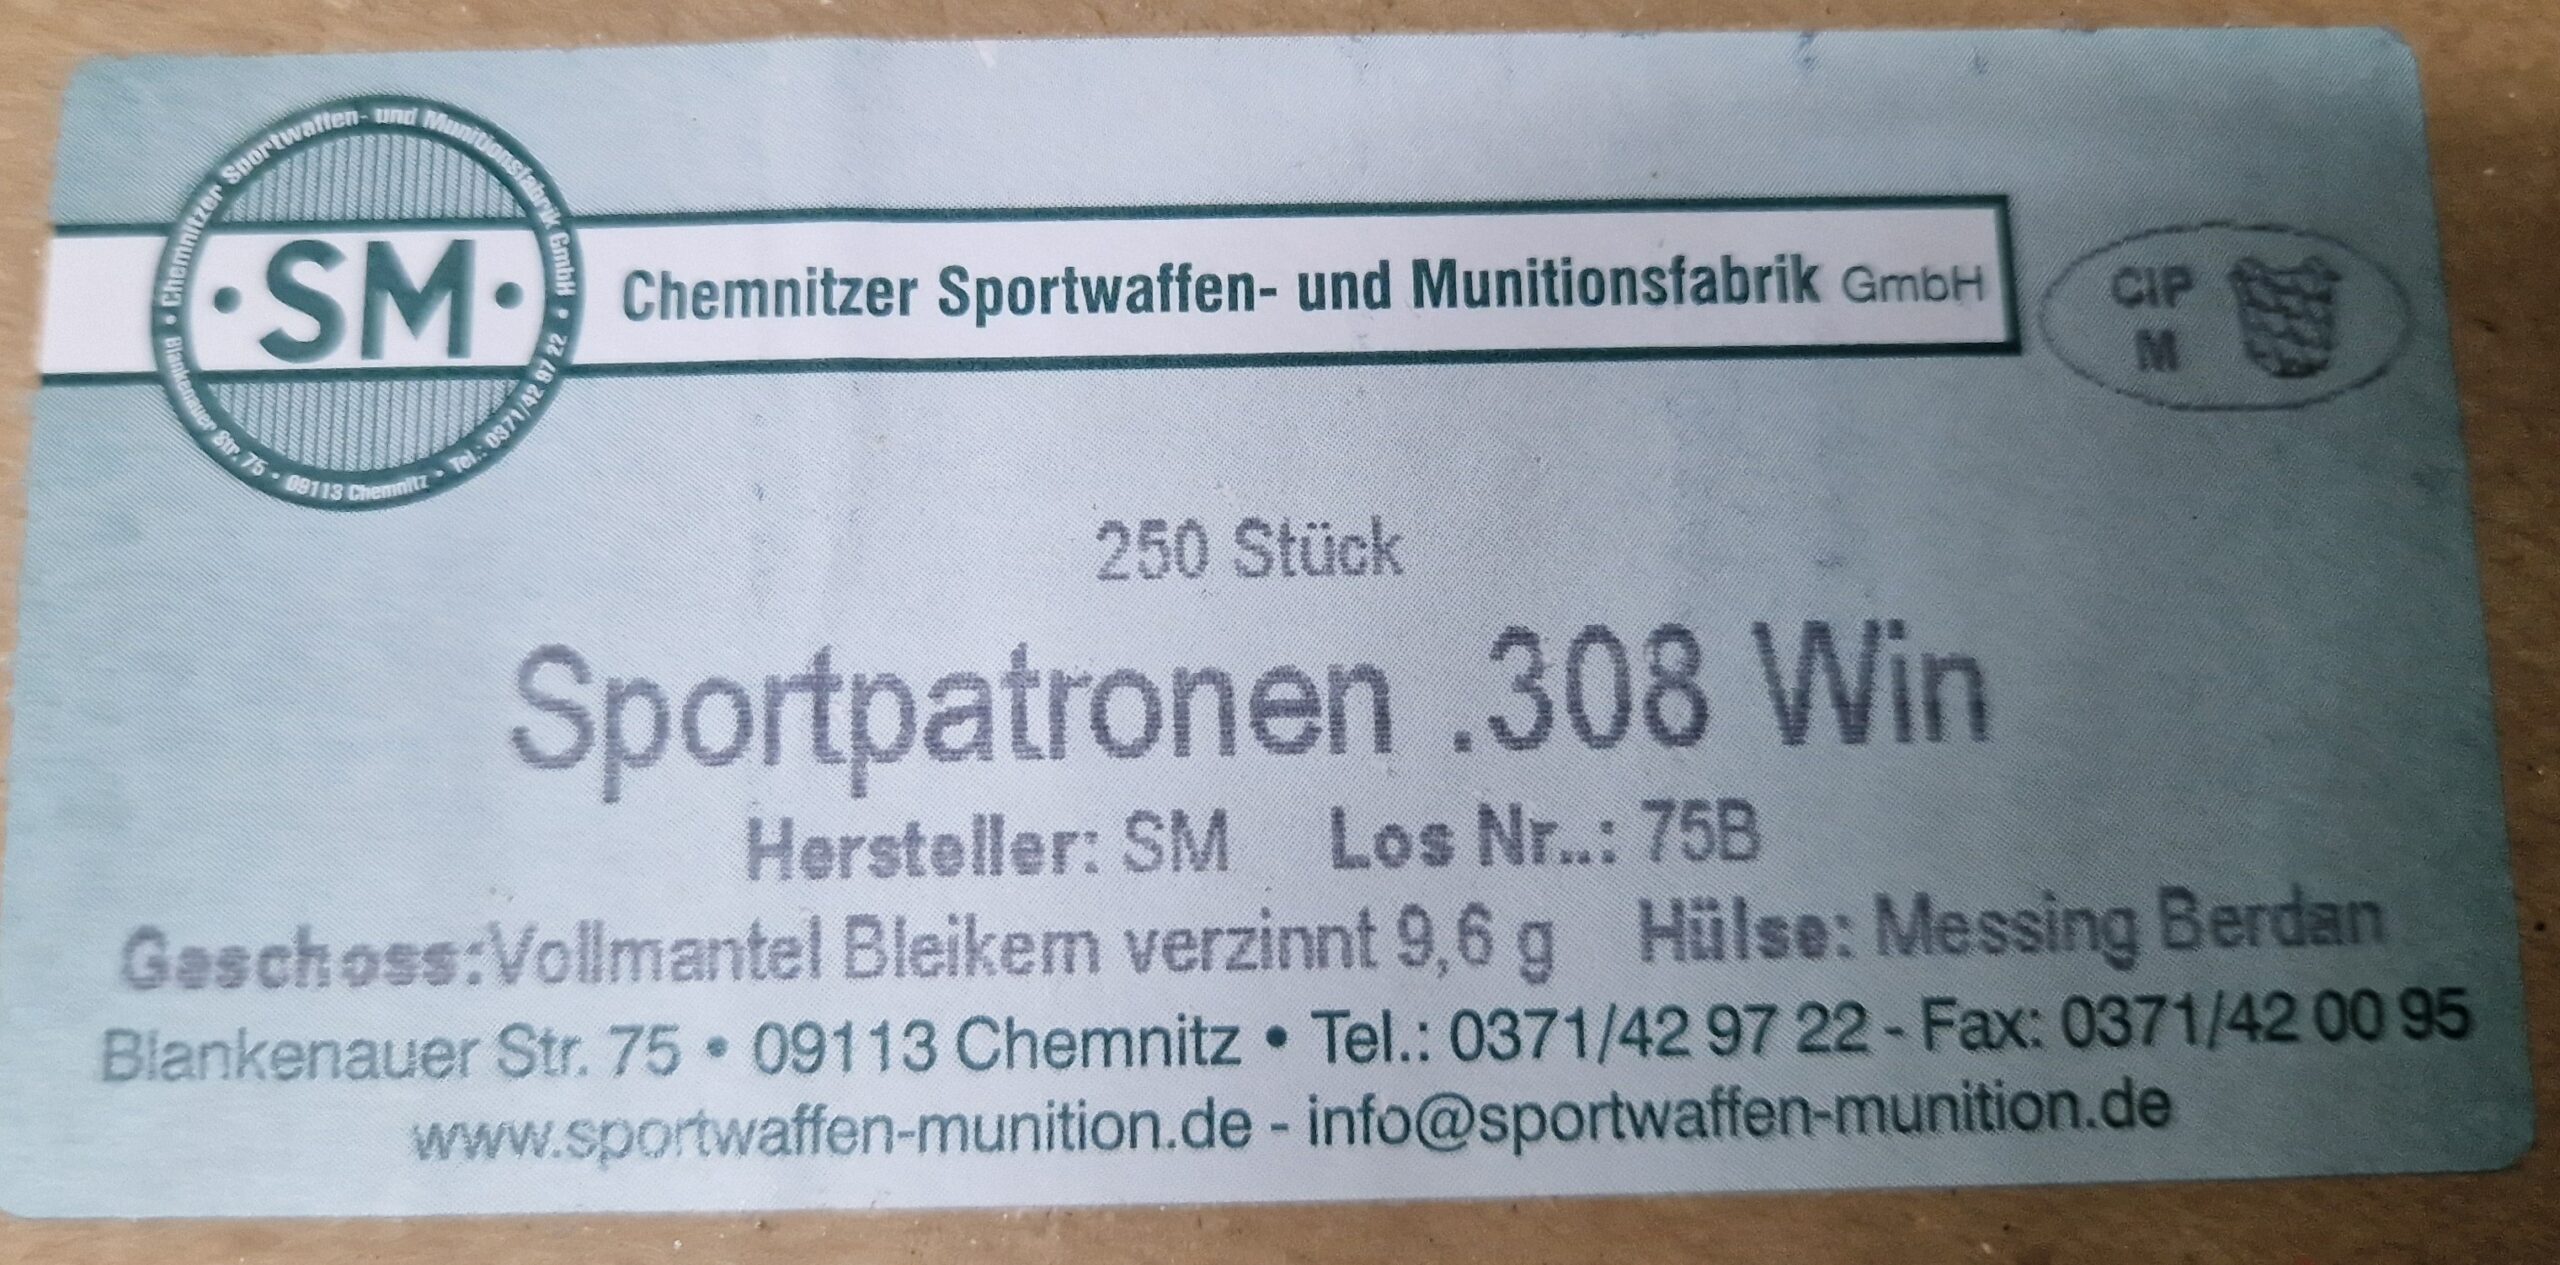 • Chemnitzer Sportwaffen- und Munitionsfabrik GmbH •
Blankenauer Str. 75 • 09113 Chemnitz • Tel.: 0371/42 97 22
• SM •
Chemnitzer Sportwaffen- und Munitionsfabrik GmbH
CIP
M
250 Stück
Sportpatronen .308 Win
Hersteller: SM Los Nr..: 75B
Geschoss:Vollmantel Bleikern verzinnt 9,6 g Hülse: Messing Berdan
Blankenauer Str. 75 • 09113 Chemnitz • Tel.: 0371/42 97 22 - Fax: 0371/42 00 95
www.sportwaffen-munition.de - info@sportwaffen-munition.de